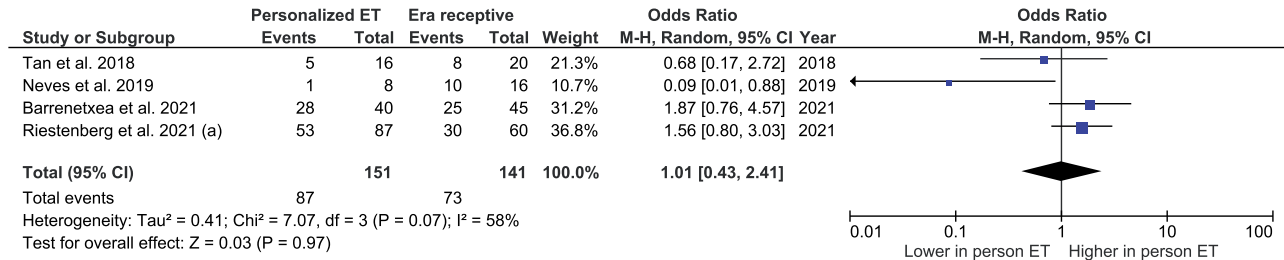 Personalized ET Era receptive Odds Ratio Odds Ratio
Study or Subgroup Events Total Events Total Weight M-H, Random, 95% CI Year M-H, Random, 95% CI
Tan et al. 2018 5 16 8 20 21.3% 0.68 [0.17, 2.72] 2018
Neves et al. 2019 1 8 10 16 10.7% 0.09 [0.01, 0.88] 2019
Barrenetxea et al. 2021 28 40 25 45 31.2% 1.87 [0.76, 4.57] 2021
Riestenberg et al. 2021 (a) 53 87 30 60 36.8% 1.56 [0.80, 3.03] 2021
Total (95% CI) 151 141 100.0% 1.01 [0.43, 2.41]
Total events 87 73
Heterogeneity: Tau² = 0.41; Chi² = 7.07, df = 3 (P = 0.07); I² = 58%
Test for overall effect: Z = 0.03 (P = 0.97)
0.01 0.1 1 10 100
Lower in person ET Higher in person ET